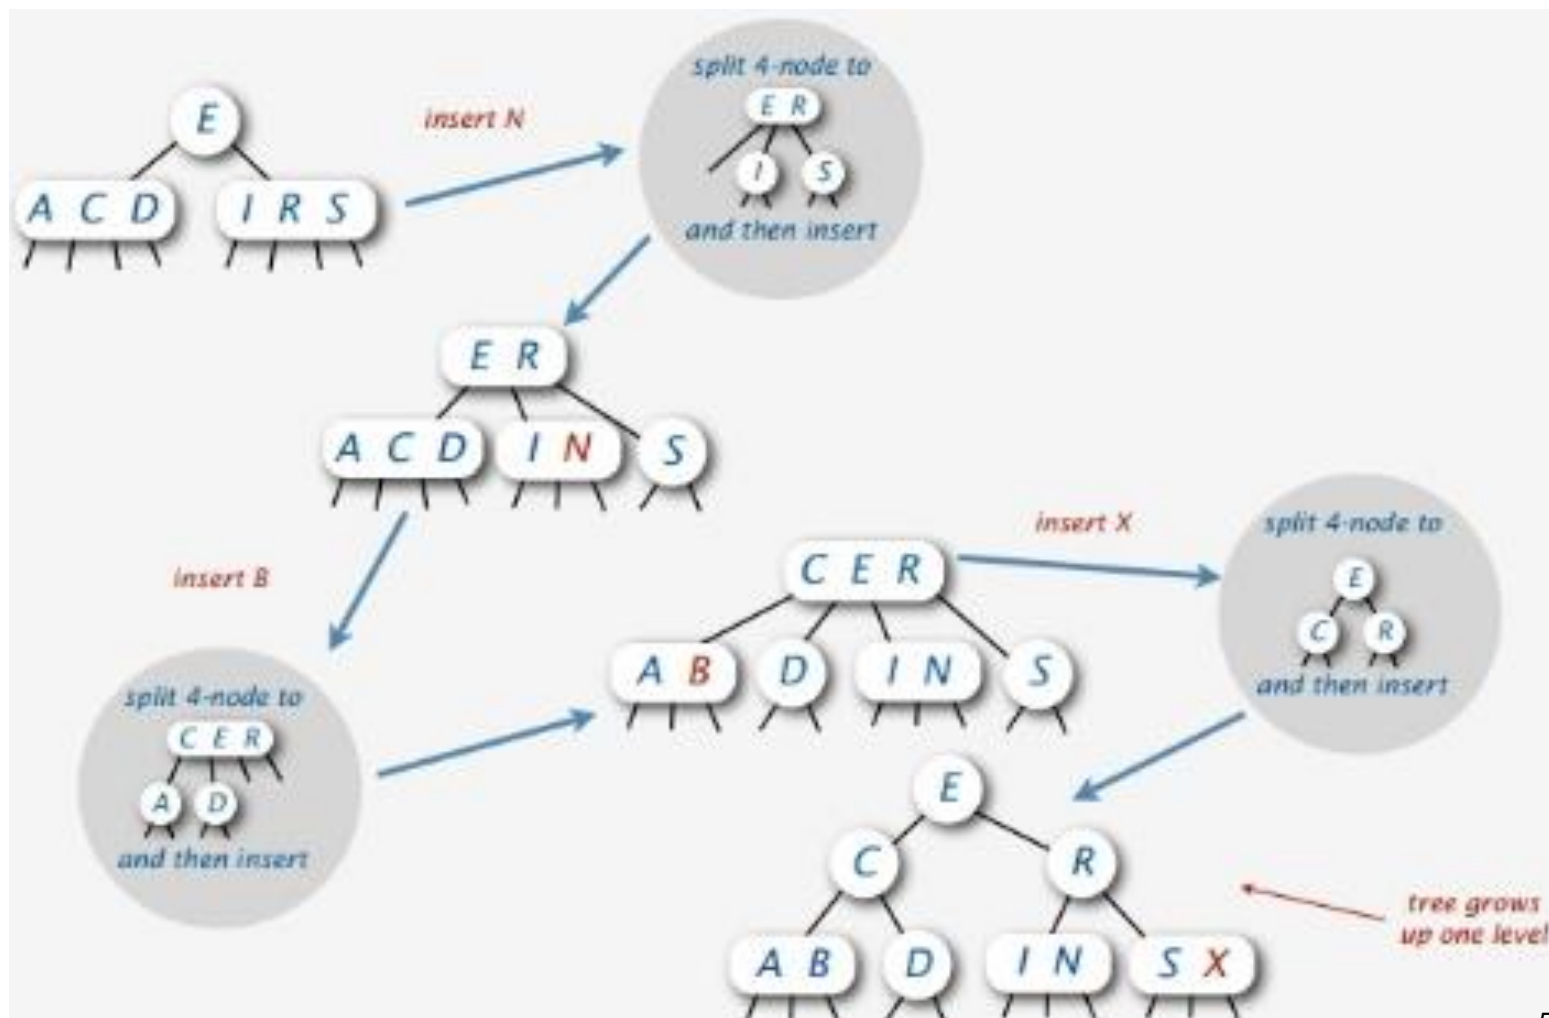 split 4-node to
E R
I S
and then insert
E
insert N
A C D I R S
E R
A C D I N S
insert B
split 4-node to
C E R
A D
and then insert
C E R
insert X
A B D I N S
split 4-node to
E
C R
and then insert
E
C R
A B D I N S X
tree grows
up one level